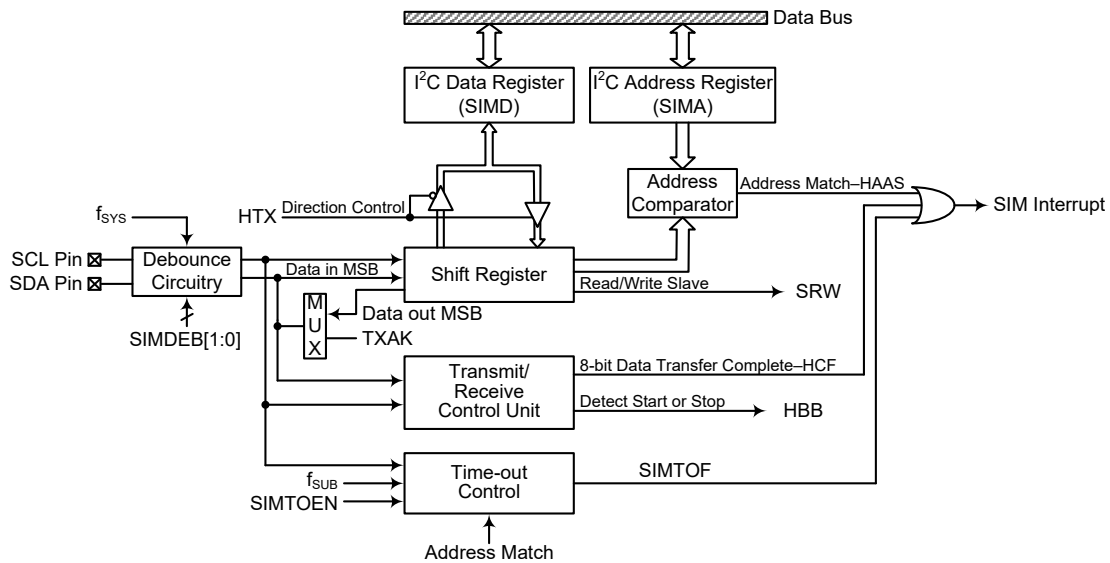 Data Bus
I²C Data Register
(SIMD)
I²C Address Register
(SIMA)
Address
Comparator
Address Match–HAAS
SIM Interrupt
HTX
Direction Control
fSYS
SCL Pin
SDA Pin
Debounce
Circuitry
SIMDEB[1:0]
Data in MSB
Shift Register
Read/Write Slave
SRW
M
U
X
Data out MSB
TXAK
Transmit/
Receive
Control Unit
8-bit Data Transfer Complete–HCF
Detect Start or Stop
HBB
Time-out
Control
SIMTOF
fSUB
SIMTOEN
Address Match